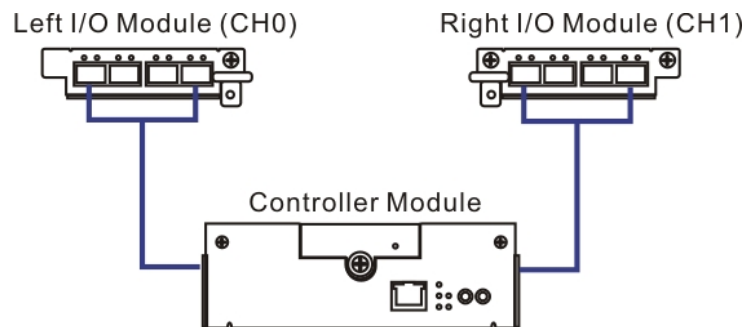 Left I/O Module (CH0)
Right I/O Module (CH1)
Controller Module